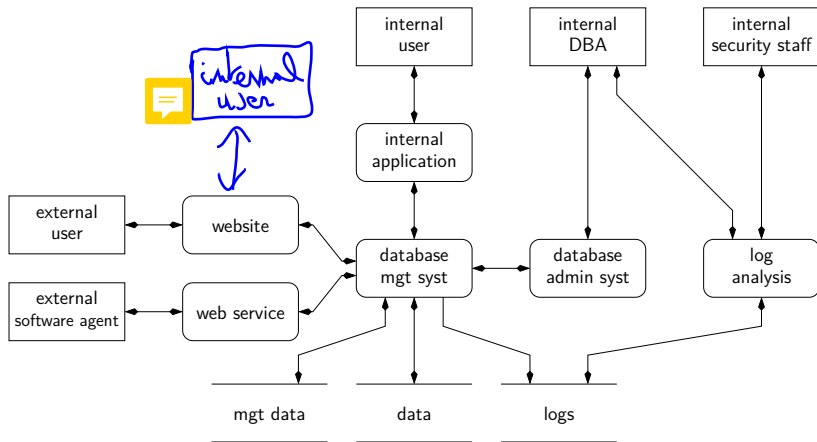 internal
user
internal
DBA
internal
security staff
internal
user
internal
application
external
user
website
database
mgt syst
database
admin syst
log
analysis
external
software agent
web service
mgt data
data
logs